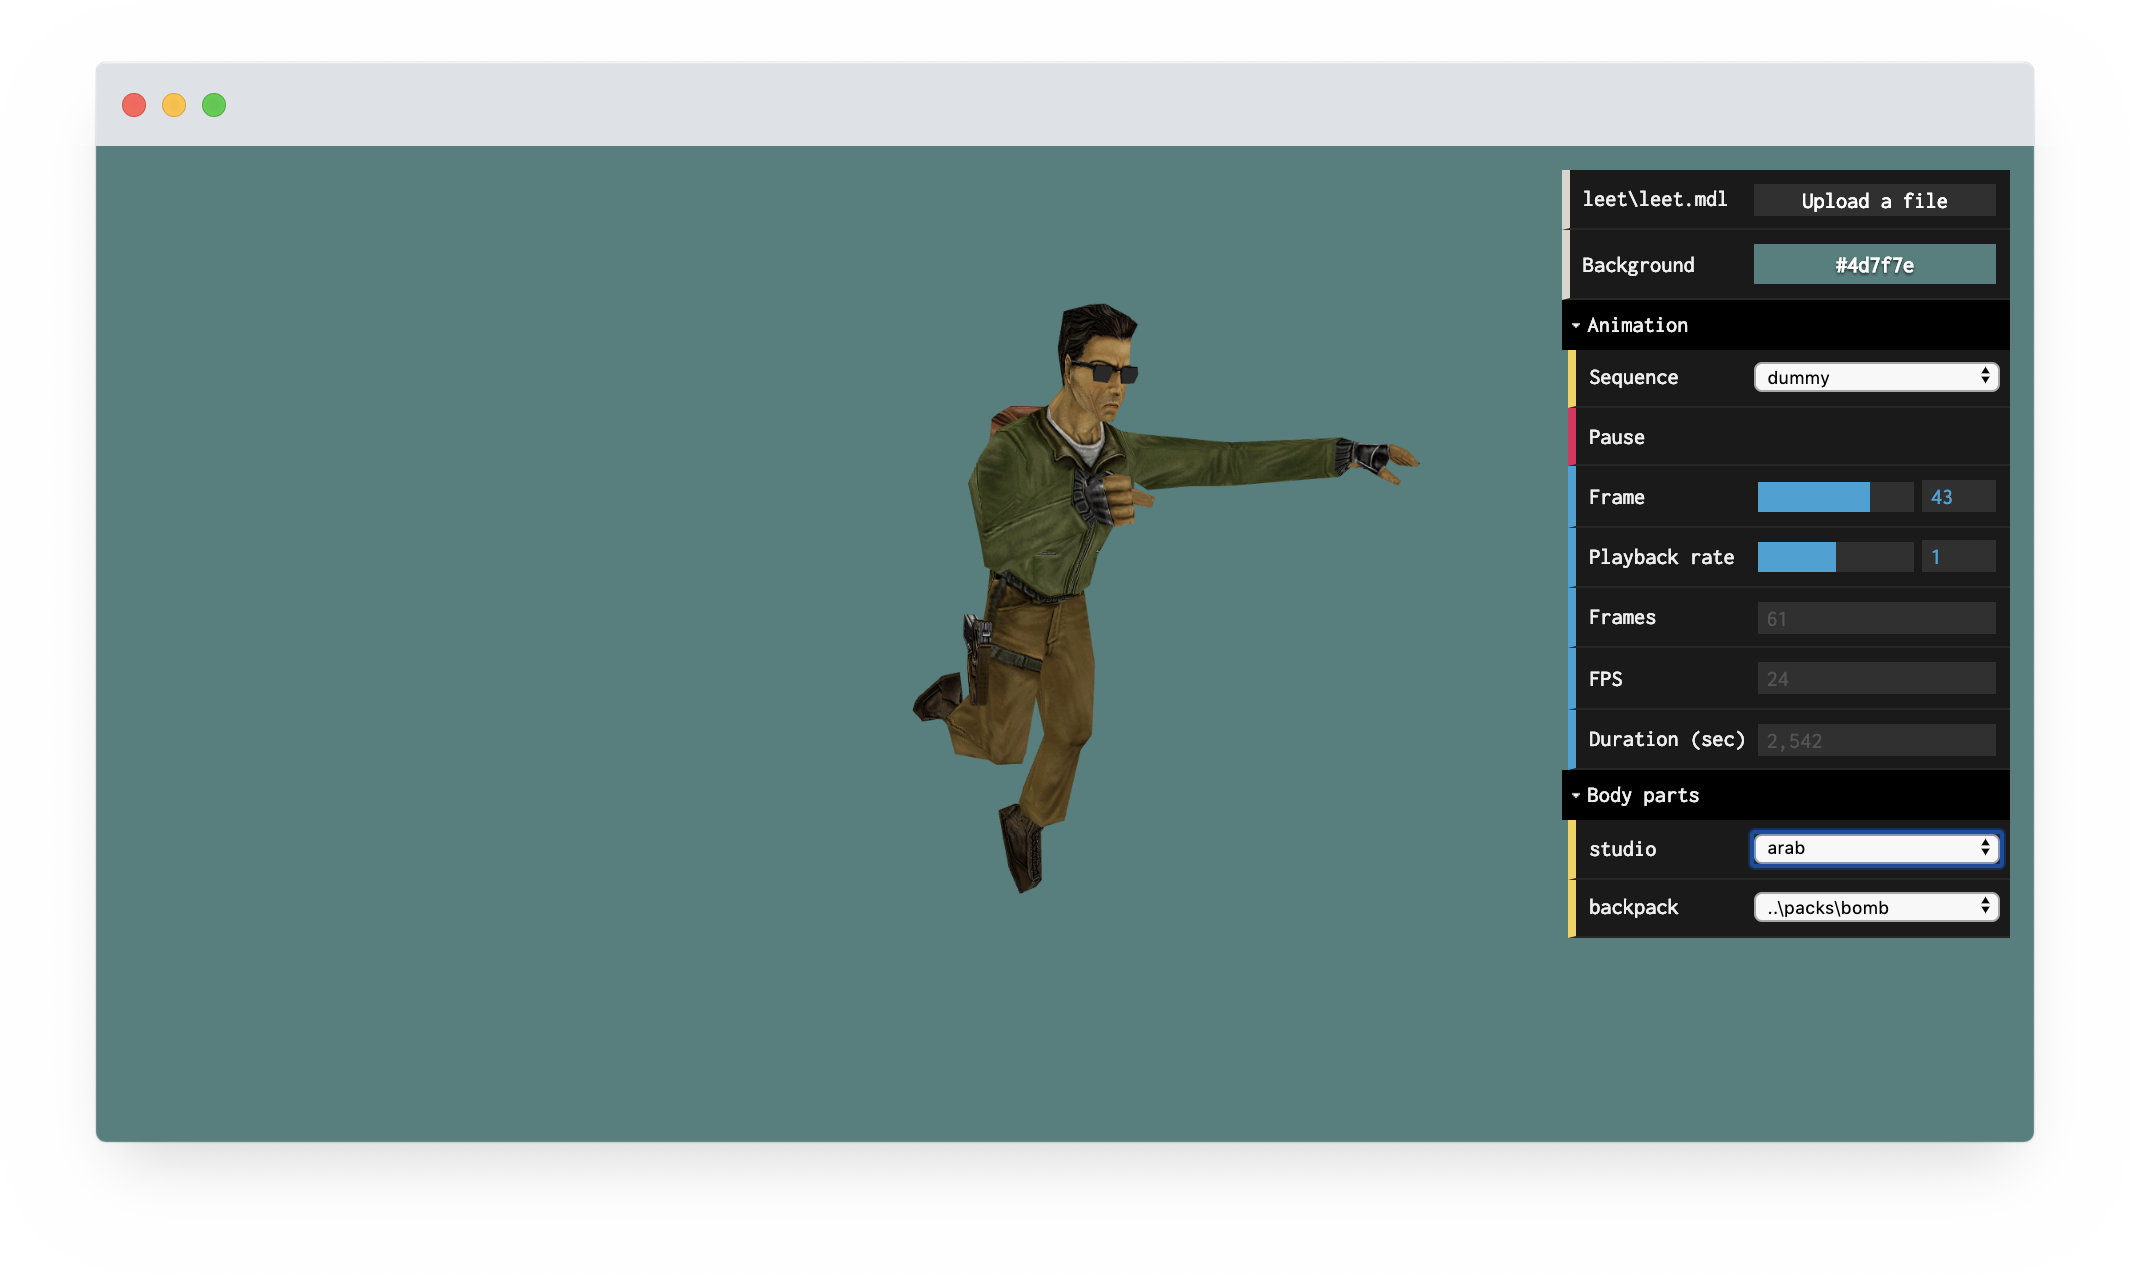 leet\leet.mdl Upload a file
Background #4d7f7e
Animation
Sequence dummy
Pause
Frame 43
Playback rate 1
Frames 61
FPS 24
Duration (sec) 2,542
Body parts
studio arab
backpack ..\packs\bomb